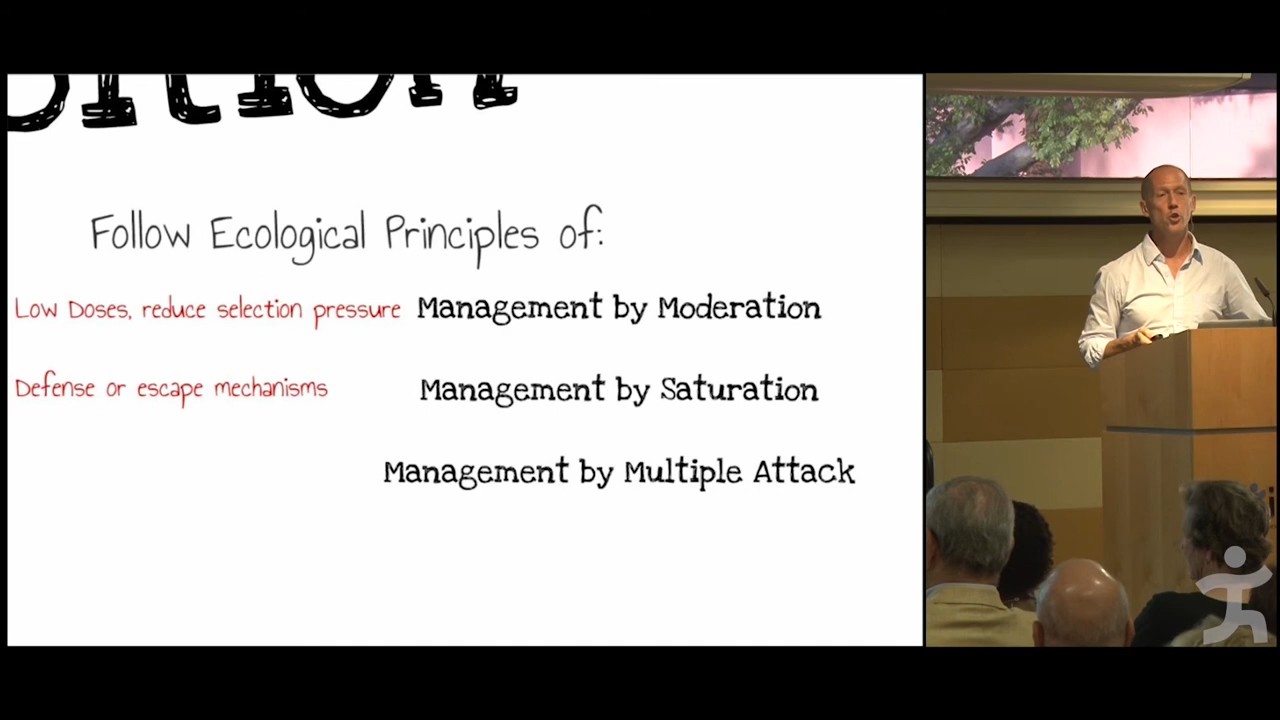 Follow Ecological Principles of:
Low Doses, reduce selection pressure Management by Moderation
Defense or escape mechanisms Management by Saturation
Management by Multiple Attack